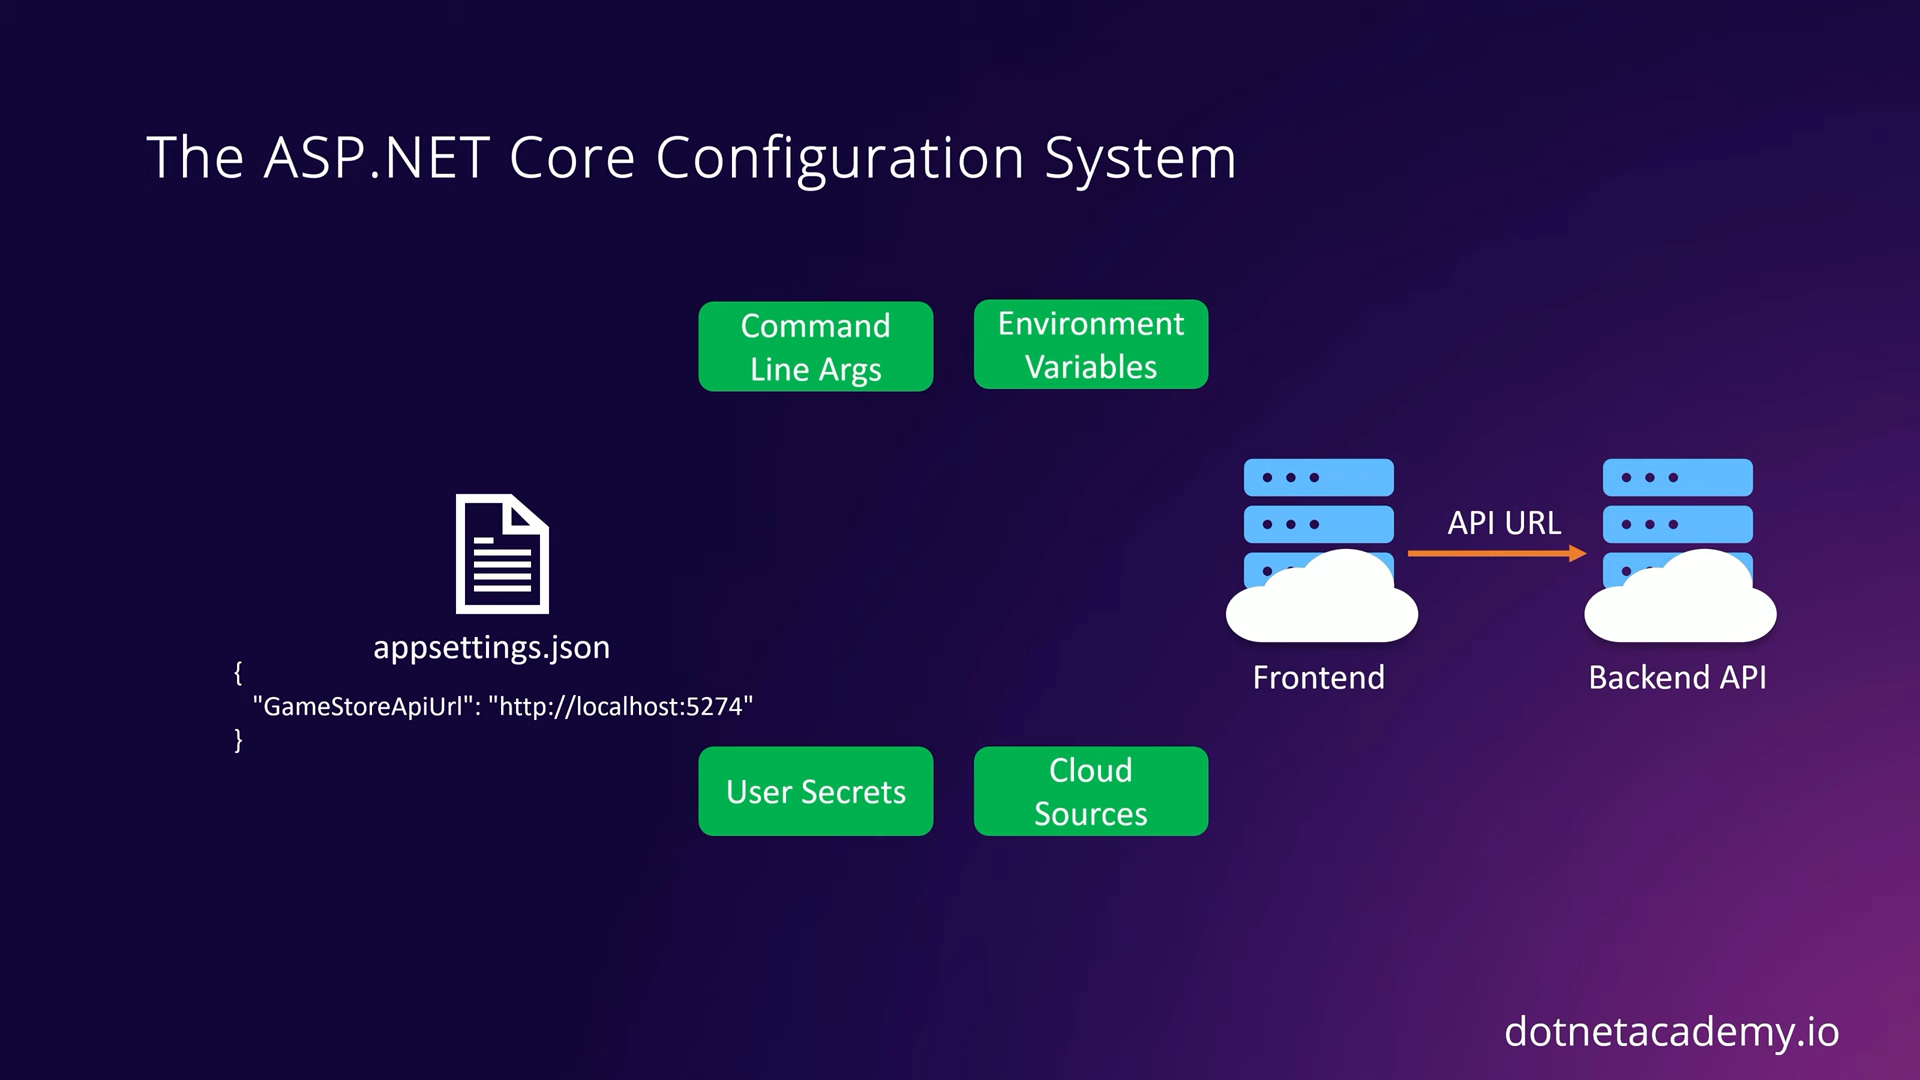 The ASP.NET Core Configuration System
Command
Line Args
Environment
Variables
appsettings.json
{
"GameStoreApiUrl": "http://localhost:5274"
}
API URL
Frontend
Backend API
User Secrets
Cloud
Sources
dotnetacademy.io